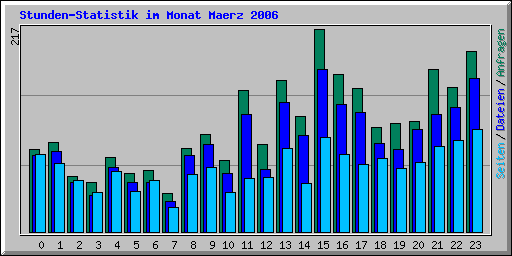 Stunden-Statistik im Monat Maerz 2006
217
Seiten / Dateien / Anfragen
0 1 2 3 4 5 6 7 8 9 10 11 12 13 14 15 16 17 18 19 20 21 22 23